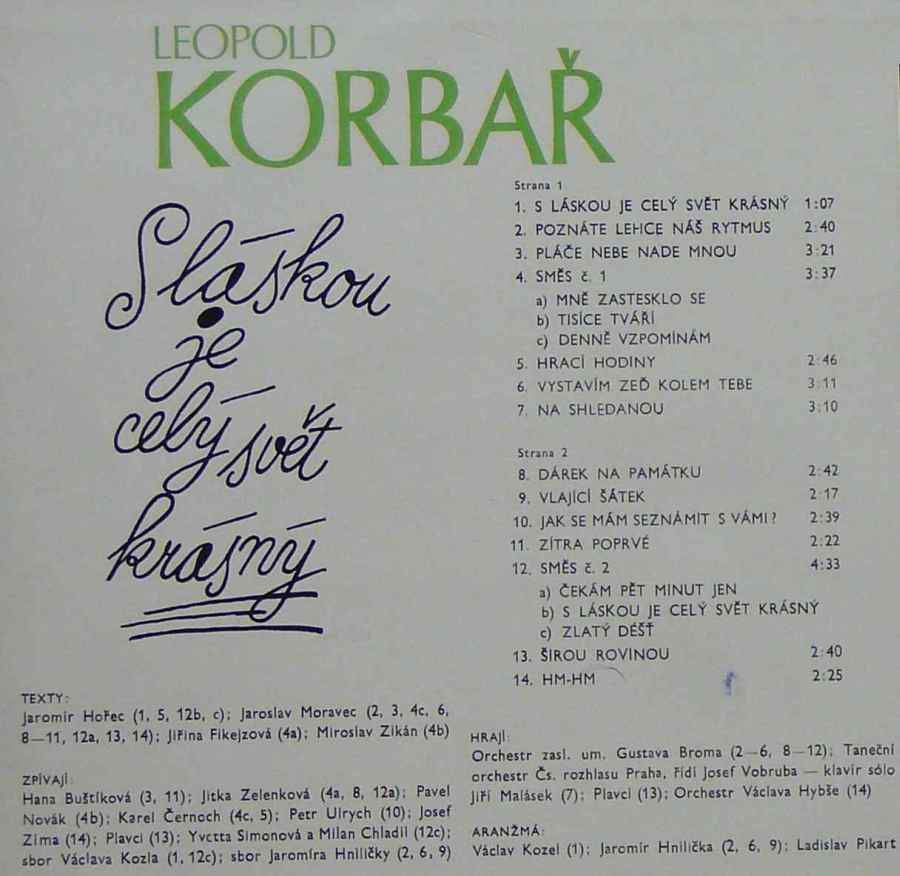 LEOPOLD
KORBAŘ
S láskou
je
celý svět
krásný
Strana 1
1. S LÁSKOU JE CELÝ SVĚT KRÁSNÝ 1:07
2. POZNÁTE LEHCE NÁŠ RYTMUS 2:40
3. PLÁČE NEBE NADE MNOU 3:21
4. SMĚS č. 1 3:37
a) MNĚ ZASTESKLO SE
b) TISÍCE TVÁŘÍ
c) DENNĚ VZPOMÍNÁM
5. HRACÍ HODINY 2:46
6. VYSTAVÍM ZEĎ KOLEM TEBE 3:11
7. NA SHLEDANOU 3:10
Strana 2
8. DÁREK NA PAMÁTKU 2:42
9. VLAJÍCÍ ŠÁTEK 2:17
10. JAK SE MÁM SEZNÁMIT S VÁMI? 2:39
11. ZÍTRA POPRVÉ 2:22
12. SMĚS č. 2 4:33
a) ČEKÁM PĚT MINUT JEN
b) S LÁSKOU JE CELÝ SVĚT KRÁSNÝ
c) ZLATÝ DÉŠŤ
13. ŠIROU ROVINOU 2:40
14. HM-HM 2:25
TEXTY:
Jaromír Hořec (1, 5, 12b, c); Jaroslav Moravec (2, 3, 4c, 6,
8—11, 12a, 13, 14); Jiřina Fikejzová (4a); Miroslav Zikán (4b)
ZPÍVAJÍ:
Hana Buštíková (3, 11); Jitka Zelenková (4a, 8, 12a); Pavel
Novák (4b); Karel Černoch (4c, 5); Petr Ulrych (10); Josef
Zíma (14); Plavci (13); Yvetta Simonová a Milan Chladil (12c);
sbor Václava Kozla (1, 12c); sbor Jaromíra Hniličky (2, 6, 9)
HRAJÍ:
Orchestr zasl. um. Gustava Broma (2—6, 8—12); Taneční
orchestr Čs. rozhlasu Praha, řídí Josef Vobruba — klavír sólo
Jiří Malásek (7); Plavci (13); Orchestr Václava Hybše (14)
ARANŽMÁ:
Václav Kozel (1); Jaromír Hnilička (2, 6, 9); Ladislav Pikart